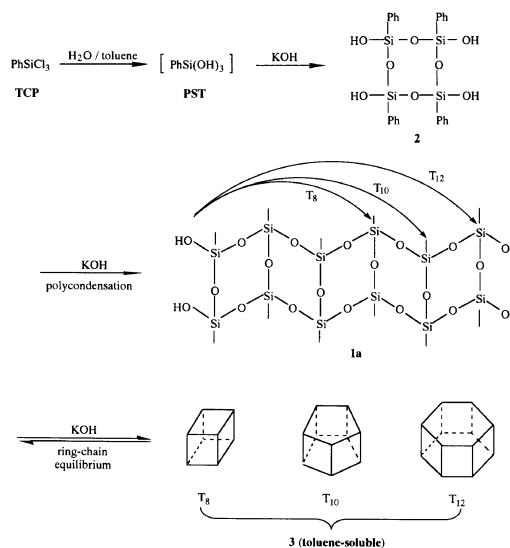 Ph Ph
PhSiCl₃ H₂O / toluene [ PhSi(OH)₃ ] KOH HO—Si—O—Si—OH
TCP PST O O
HO—Si—O—Si—OH
Ph Ph
2
T₁₂
T₁₀
T₈
Si Si Si
HO O O O O O O
Si Si Si
KOH
polycondensation
O O O O O O
Si Si Si
HO O O O O O O
Si Si Si
1a
KOH
ring-chain
equilibrium
T₈ T₁₀ T₁₂
3 (toluene-soluble)